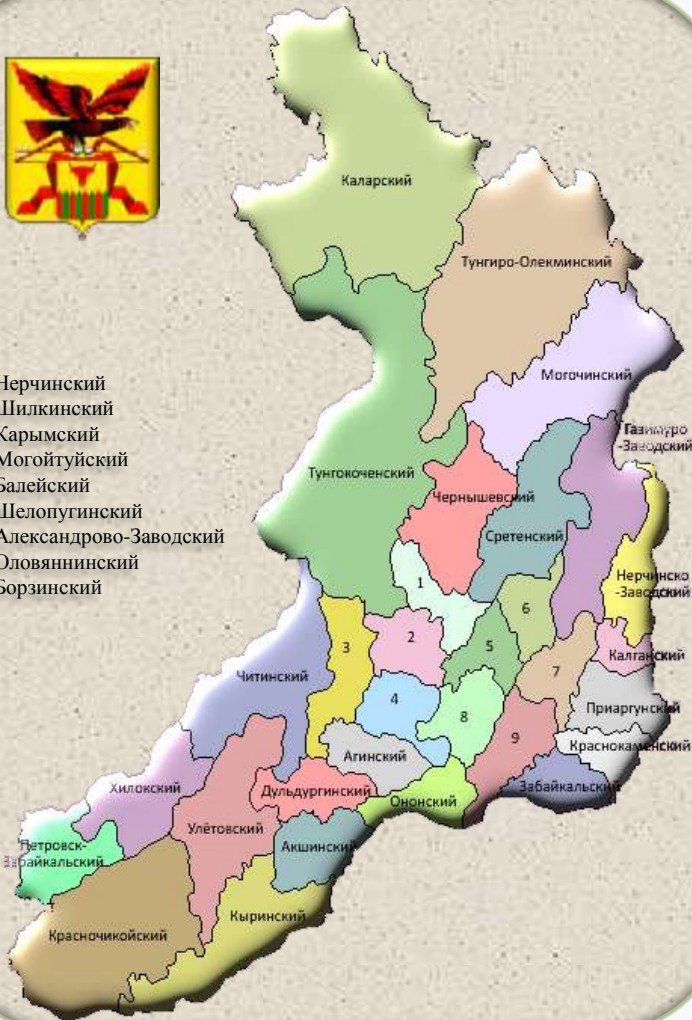 Каларский
Тунгиро-Олекминский
Могочинский
Нерчинский
Шилкинский
Карымский
Могойтуйский
Балейский
Шелопугинский
Александрово-Заводский
Оловяннинский
Борзинский
Газимуро
-Заводский
Тунгокоченский
Чернышевский
Сретенский
Нерчинско
-Заводский
1
6
3
2
5
Калганский
Читинский
7
4
Приаргунский
8
9
Краснокаменский
Агинский
Хилокский
Дульдургинский
Ононский
Забайкальский
Улётовский
Петровск-
Забайкальский
Акшинский
Кыринский
Красночикойский